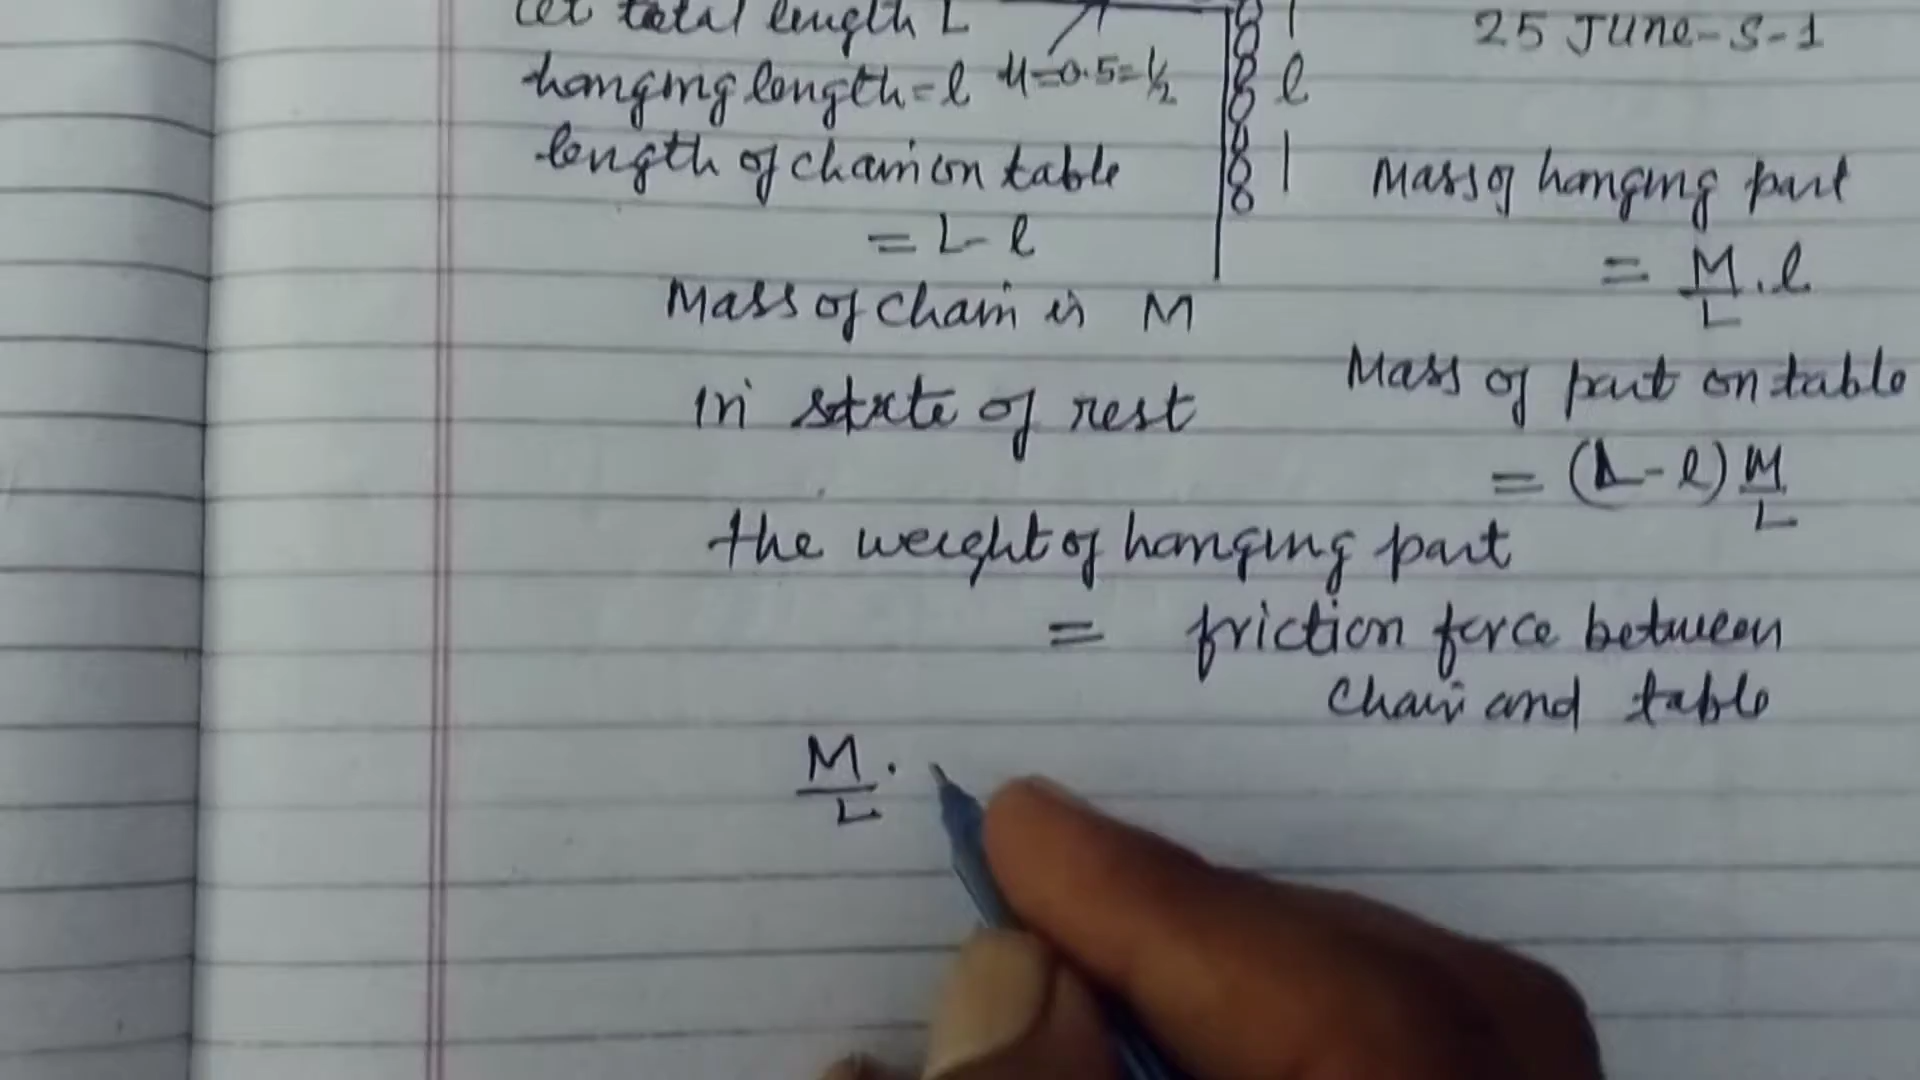 Let total length L
hanging length = l
μ=0.5=½
length of chain on table
= L- l
Mass of chain is M
l
25 June-S-1
Mass of hanging part
= M/L . l
Mass of part on table
= (L-l) M/L
in state of rest
the weight of hanging part
= friction force between
chain and table
M/L .